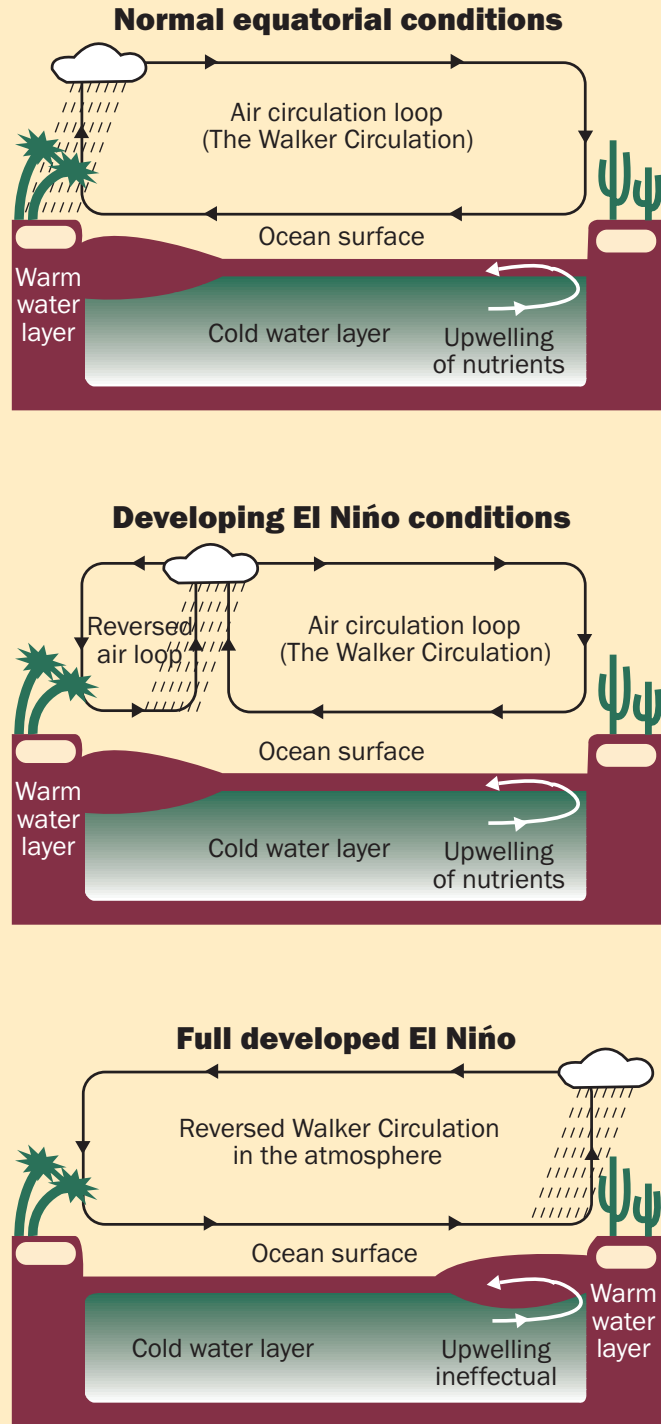 Normal equatorial conditions
Air circulation loop
(The Walker Circulation)
Ocean surface
Warm
water
layer
Cold water layer
Upwelling
of nutrients
Developing El Nińo conditions
Reversed
air loop
Air circulation loop
(The Walker Circulation)
Ocean surface
Warm
water
layer
Cold water layer
Upwelling
of nutrients
Full developed El Nińo
Reversed Walker Circulation
in the atmosphere
Ocean surface
Cold water layer
Upwelling
ineffectual
Warm
water
layer